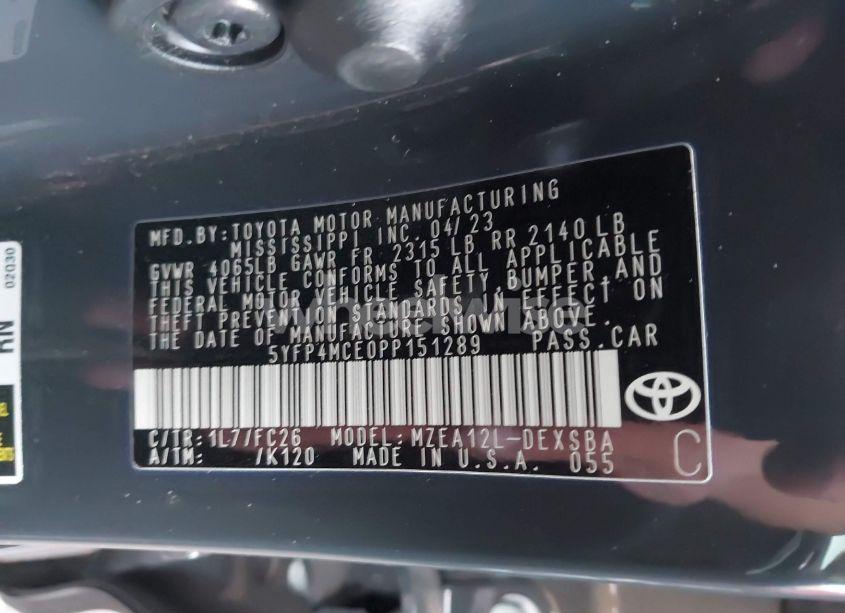 MFD.BY:TOYOTA MOTOR MANUFACTURING
MISSISSIPPI INC. 04/23
GVWR 4065LB GAWR FR 2315 LB RR 2140 LB
THIS VEHICLE CONFORMS TO ALL APPLICABLE
FEDERAL MOTOR VEHICLE SAFETY,BUMPER,AND
THEFT PREVENTION STANDARDS IN EFFECT ON
THE DATE OF MANUFACTURE SHOWN ABOVE.
5YFP4MCE0PP151289 PASS.CAR
C/TR:1L7/FC26 MODEL:MZEA12L-DEXSBA
A/TM: /K120 MADE IN U.S.A. 055
C
02030